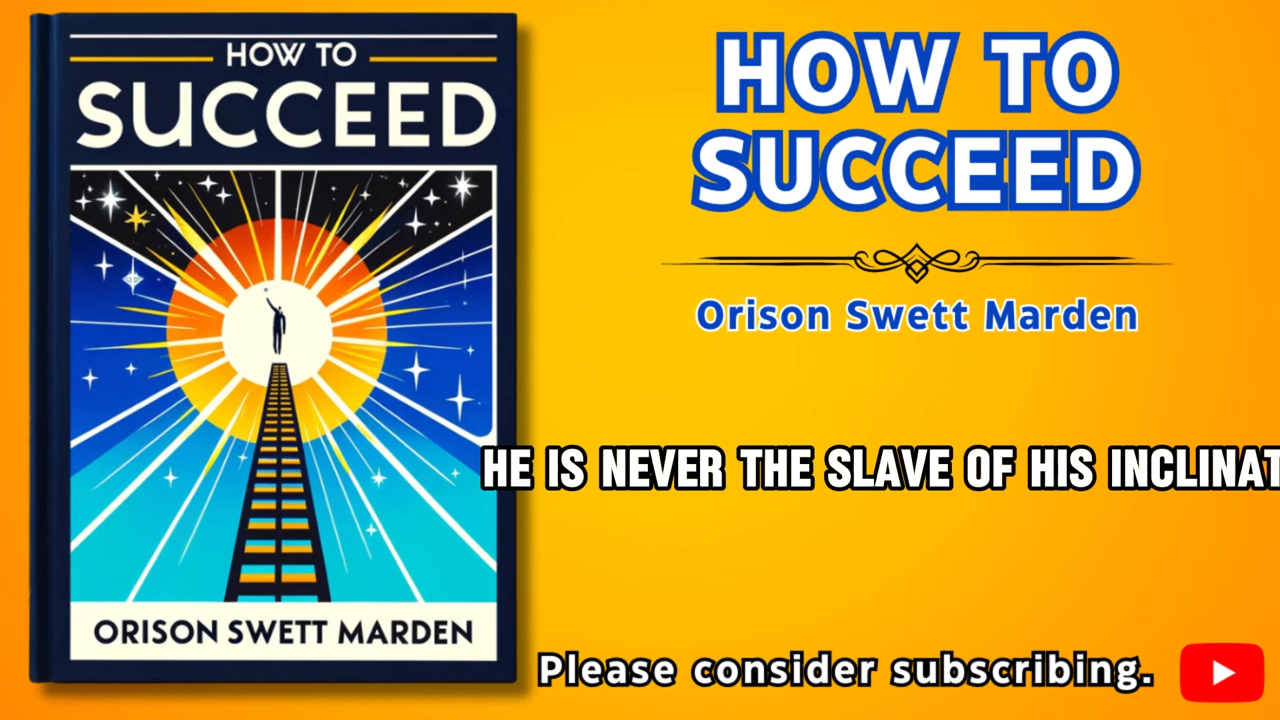 HOW TO
SUCCEED
ORISON SWETT MARDEN
HOW TO
SUCCEED
Orison Swett Marden
HE IS NEVER THE SLAVE OF HIS INCLINAT
Please consider subscribing.